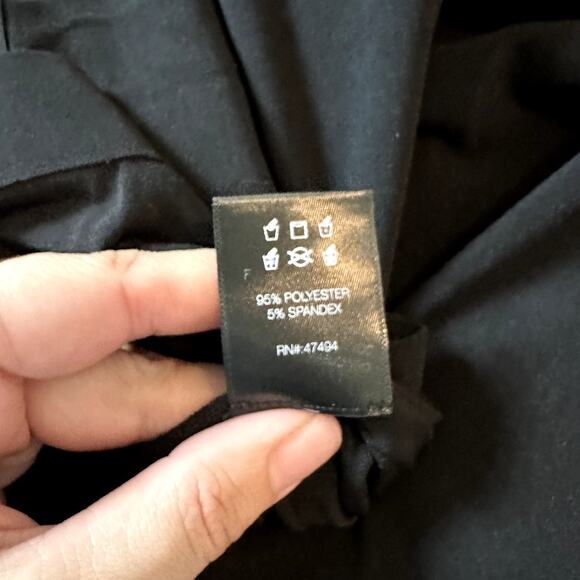 95% POLYESTER
5% SPANDEX
RN#:47494